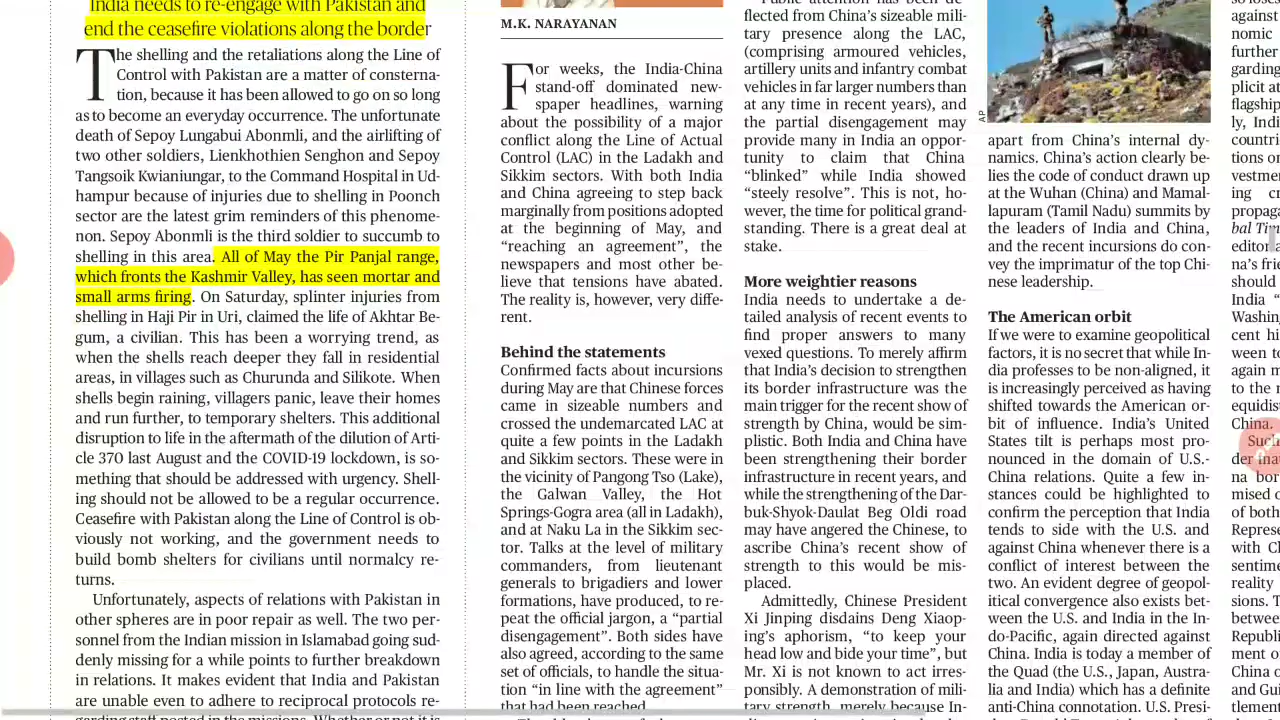 India needs to re-engage with Pakistan and
end the ceasefire violations along the border
The shelling and the retaliations along the Line of
Control with Pakistan are a matter of consterna-
tion, because it has been allowed to go on so long
as to become an everyday occurrence. The unfortunate
death of Sepoy Lungabui Abonmli, and the airlifting of
two other soldiers, Lienkhothien Senghon and Sepoy
Tangsoik Kwianiungar, to the Command Hospital in Ud-
hampur because of injuries due to shelling in Poonch
sector are the latest grim reminders of this phenome-
non. Sepoy Abonmli is the third soldier to succumb to
shelling in this area. All of May the Pir Panjal range,
which fronts the Kashmir Valley, has seen mortar and
small arms firing. On Saturday, splinter injuries from
shelling in Haji Pir in Uri, claimed the life of Akhtar Be-
gum, a civilian. This has been a worrying trend, as
when the shells reach deeper they fall in residential
areas, in villages such as Churunda and Silikote. When
shells begin raining, villagers panic, leave their homes
and run further, to temporary shelters. This additional
disruption to life in the aftermath of the dilution of Arti-
cle 370 last August and the COVID-19 lockdown, is so-
mething that should be addressed with urgency. Shell-
ing should not be allowed to be a regular occurrence.
Ceasefire with Pakistan along the Line of Control is ob-
viously not working, and the government needs to
build bomb shelters for civilians until normalcy re-
turns.
Unfortunately, aspects of relations with Pakistan in
other spheres are in poor repair as well. The two per-
sonnel from the Indian mission in Islamabad going sud-
denly missing for a while points to further breakdown
in relations. It makes evident that India and Pakistan
are unable even to adhere to reciprocal protocols re-
garding staff posted in the missions. Whether or not it is
M.K. NARAYANAN
For weeks, the India-China
stand-off dominated new-
spaper headlines, warning
about the possibility of a major
conflict along the Line of Actual
Control (LAC) in the Ladakh and
Sikkim sectors. With both India
and China agreeing to step back
marginally from positions adopted
at the beginning of May, and
“reaching an agreement”, the
newspapers and most other be-
lieve that tensions have abated.
The reality is, however, very diffe-
rent.
Behind the statements
Confirmed facts about incursions
during May are that Chinese forces
came in sizeable numbers and
crossed the undemarcated LAC at
quite a few points in the Ladakh
and Sikkim sectors. These were in
the vicinity of Pangong Tso (Lake),
the Galwan Valley, the Hot
Springs-Gogra area (all in Ladakh),
and at Naku La in the Sikkim sec-
tor. Talks at the level of military
commanders, from lieutenant
generals to brigadiers and lower
formations, have produced, to re-
peat the official jargon, a “partial
disengagement”. Both sides have
also agreed, according to the same
set of officials, to handle the situa-
tion “in line with the agreement”
that had been reached.
Public attention has been de-
flected from China’s sizeable mili-
tary presence along the LAC,
(comprising armoured vehicles,
artillery units and infantry combat
vehicles in far larger numbers than
at any time in recent years), and
the partial disengagement may
provide many in India an oppor-
tunity to claim that China
“blinked” while India showed
“steely resolve”. This is not, ho-
wever, the time for political grand-
standing. There is a great deal at
stake.
More weightier reasons
India needs to undertake a de-
tailed analysis of recent events to
find proper answers to many
vexed questions. To merely affirm
that India’s decision to strengthen
its border infrastructure was the
main trigger for the recent show of
strength by China, would be sim-
plistic. Both India and China have
been strengthening their border
infrastructure in recent years, and
while the strengthening of the Dar-
buk-Shyok-Daulat Beg Oldi road
may have angered the Chinese, to
ascribe China’s recent show of
strength to this would be mis-
placed.
Admittedly, Chinese President
Xi Jinping disdains Deng Xiaop-
ing’s aphorism, “to keep your
head low and bide your time”, but
Mr. Xi is not known to act irres-
ponsibly. A demonstration of mili-
tary strength, merely because In-
AP
apart from China’s internal dy-
namics. China’s action clearly be-
lies the code of conduct drawn up
at the Wuhan (China) and Mamal-
lapuram (Tamil Nadu) summits by
the leaders of India and China,
and the recent incursions do con-
vey the imprimatur of the top Chi-
nese leadership.
The American orbit
If we were to examine geopolitical
factors, it is no secret that while In-
dia professes to be non-aligned, it
is increasingly perceived as having
shifted towards the American or-
bit of influence. India’s United
States tilt is perhaps most pro-
nounced in the domain of U.S.-
China relations. Quite a few in-
stances could be highlighted to
confirm the perception that India
tends to side with the U.S. and
against China whenever there is a
conflict of interest between the
two. An evident degree of geopol-
itical convergence also exists bet-
ween the U.S. and India in the In-
do-Pacific, again directed against
China. India is today a member of
the Quad (the U.S., Japan, Austra-
lia and India) which has a definite
anti-China connotation. U.S. Presi-